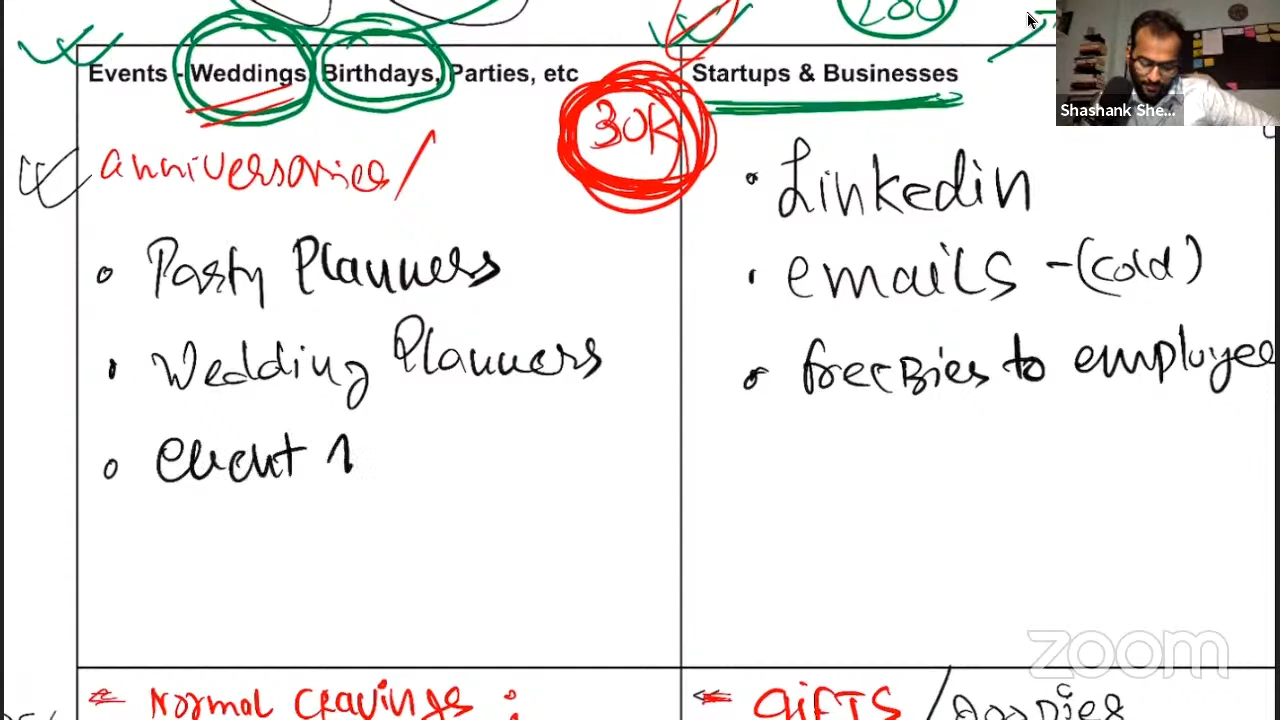 200
Events - Weddings, Birthdays, Parties, etc
Startups & Businesses
Shashank She...
30K
anniversaries/
• Linkedin
• Party Planners
• emails - (cold)
• Wedding Planners
• freebies to employee
• Event
zoom
Normal Cravings :
GIFTS /